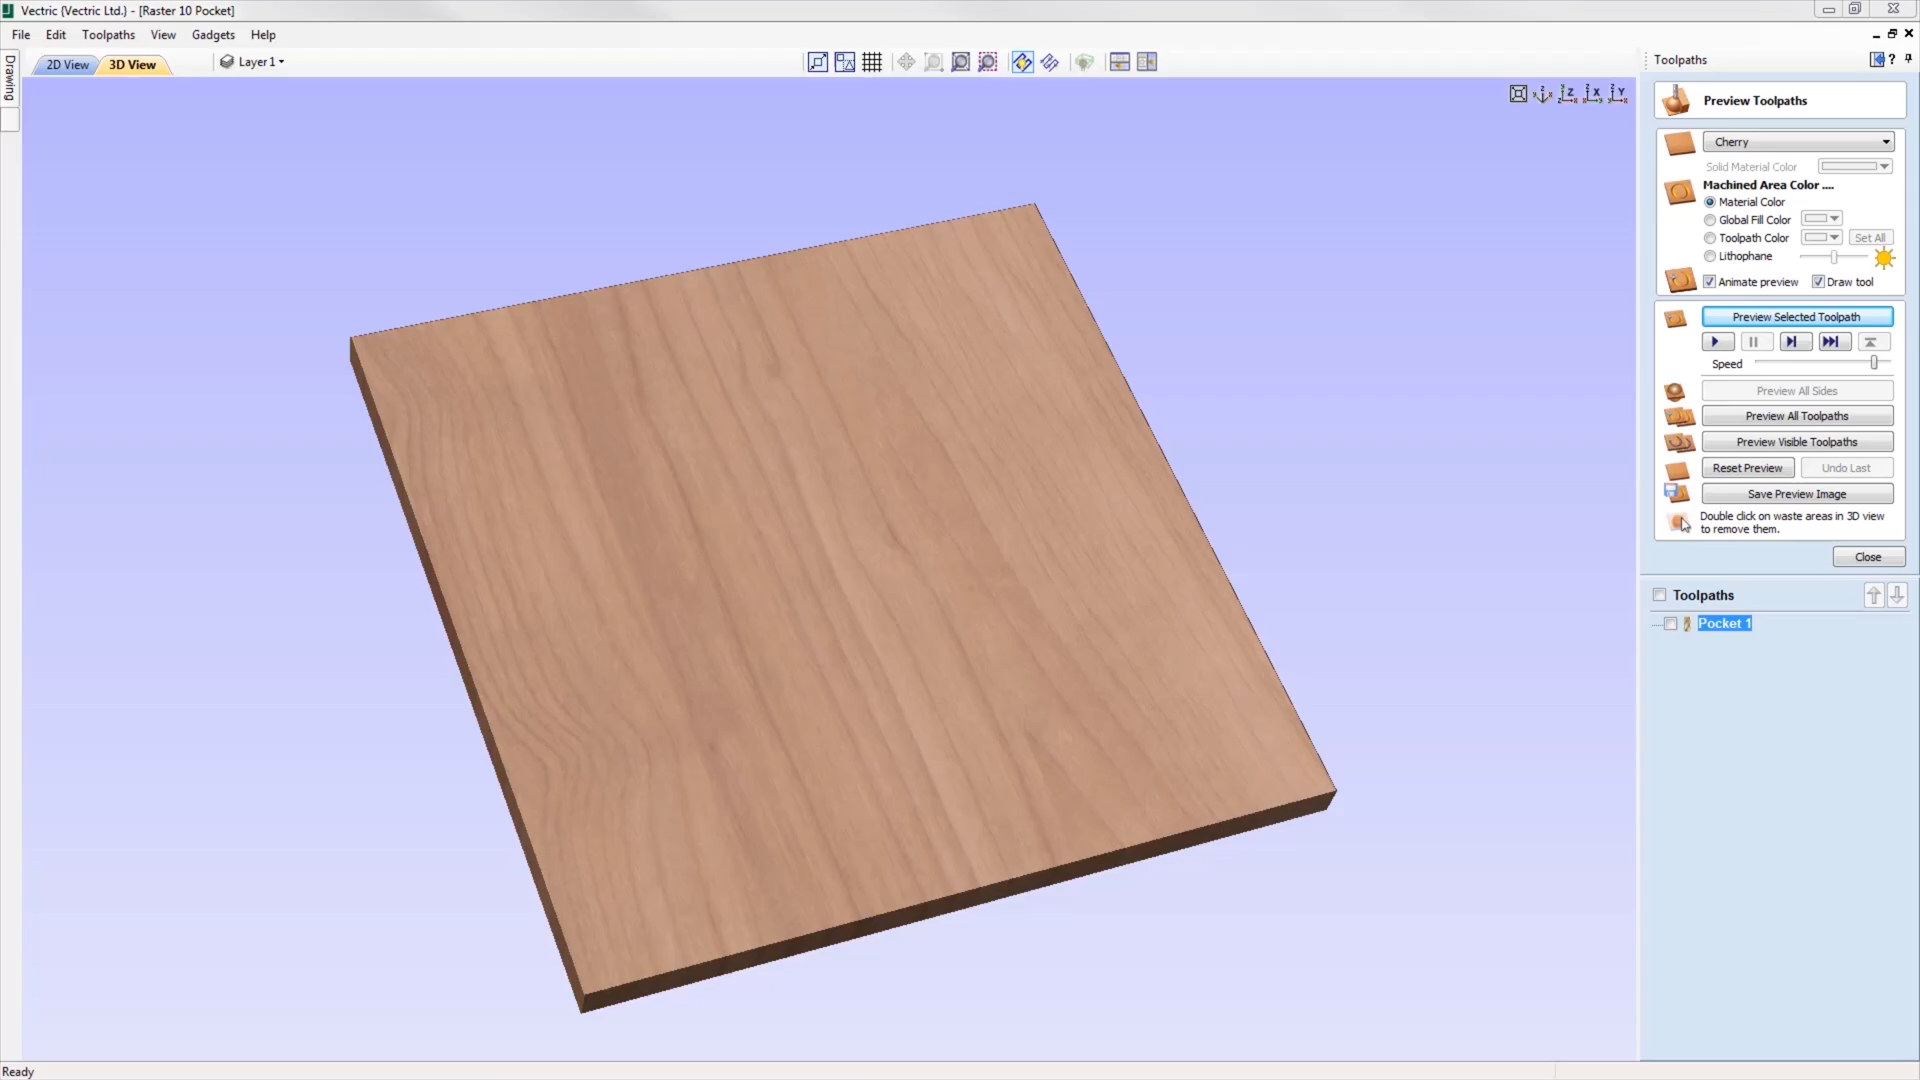 Vectric {Vectric Ltd.} - [Raster 10 Pocket]
File Edit Toolpaths View Gadgets Help
Drawing
2D View 3D View Layer 1
Toolpaths
?
Z X Y
Preview Toolpaths
Cherry
Solid Material Color
Machined Area Color ....
Material Color
Global Fill Color
Toolpath Color Set All
Lithophane
Animate preview Draw tool
Preview Selected Toolpath
Speed
Preview All Sides
Preview All Toolpaths
Preview Visible Toolpaths
Reset Preview Undo Last
Save Preview Image
Double click on waste areas in 3D view
to remove them.
Close
Toolpaths
Pocket 1
Ready